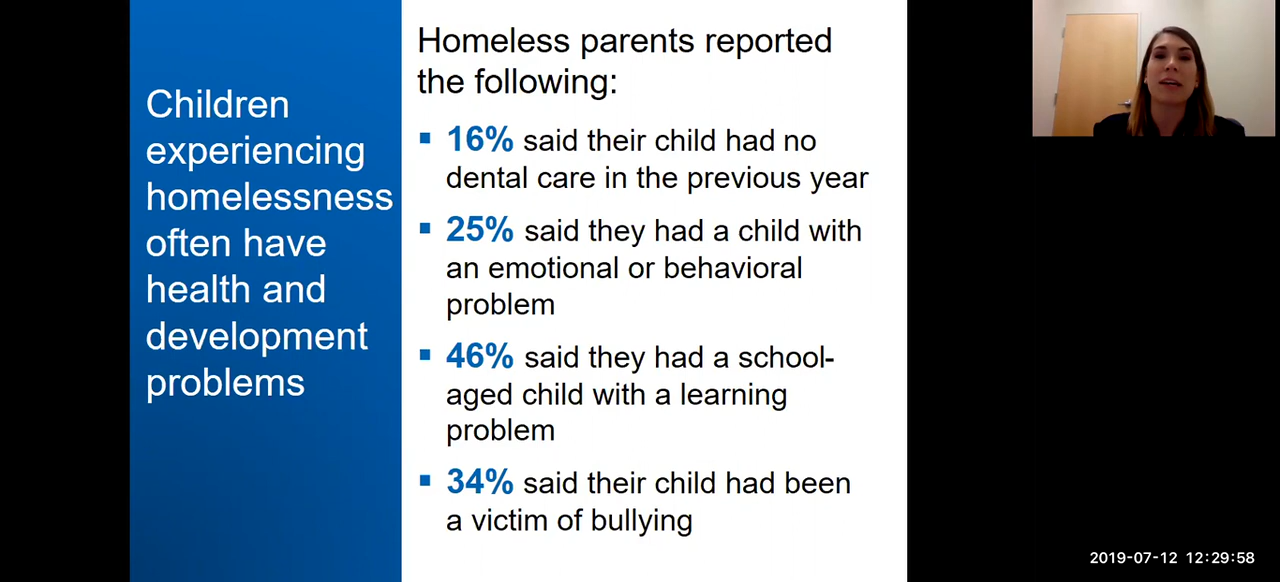 Children
experiencing
homelessness
often have
health and
development
problems
Homeless parents reported
the following:
▪ 16% said their child had no
dental care in the previous year
▪ 25% said they had a child with
an emotional or behavioral
problem
▪ 46% said they had a school-
aged child with a learning
problem
▪ 34% said their child had been
a victim of bullying
2019-07-12 12:29:58